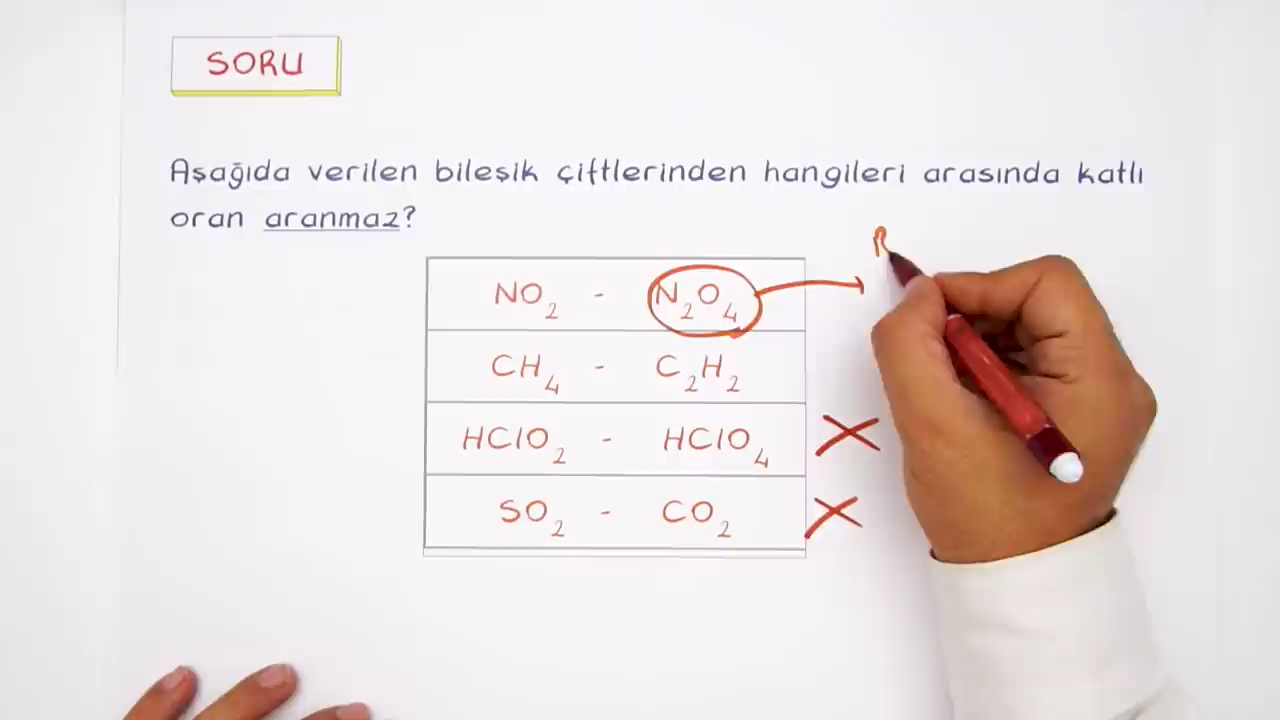 SORU
Aşağıda verilen bileşik çiftlerinden hangileri arasında katlı
oran aranmaz?
NO₂ - N₂O₄
CH₄ - C₂H₂
HClO₂ - HClO₄
SO₂ - CO₂